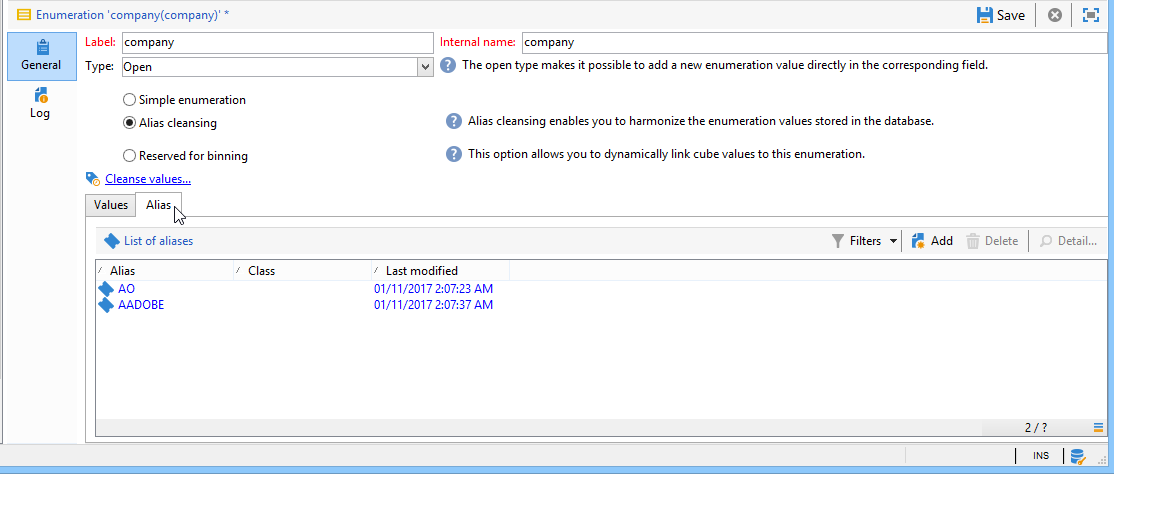 Enumeration 'company(company)' *
Save
General
Log
Label: company Internal name: company
Type: Open The open type makes it possible to add a new enumeration value directly in the corresponding field.
Simple enumeration
Alias cleansing Alias cleansing enables you to harmonize the enumeration values stored in the database.
Reserved for binning This option allows you to dynamically link cube values to this enumeration.
Cleanse values...
Values Alias
List of aliases Filters Add Delete Detail...
Alias Class Last modified
AO 01/11/2017 2:07:23 AM
AADOBE 01/11/2017 2:07:37 AM
2 / ?
INS